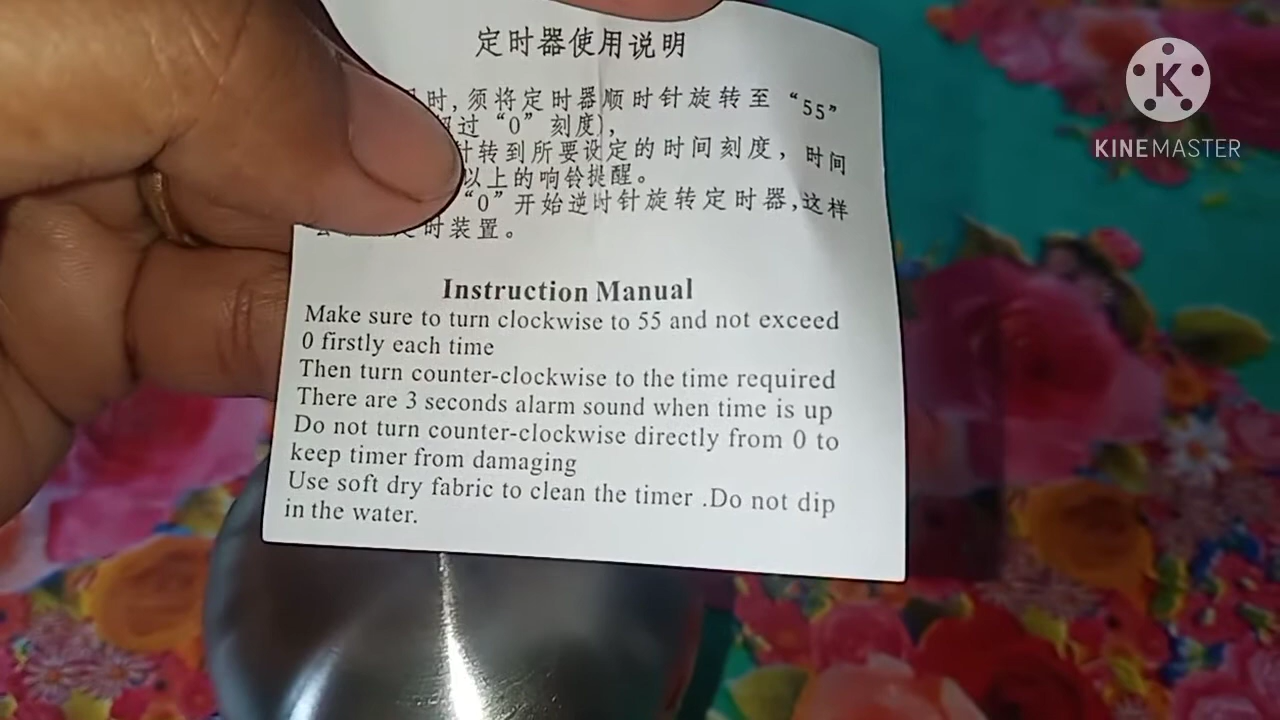 定时器使用说明
时,须将定时器顺时针旋转至“55”
过“0”刻度),
针转到所要设定的时间刻度,时间
以上的响铃提醒。
“0”开始逆时针旋转定时器,这样
时装置。
Instruction Manual
Make sure to turn clockwise to 55 and not exceed
0 firstly each time
Then turn counter-clockwise to the time required
There are 3 seconds alarm sound when time is up
Do not turn counter-clockwise directly from 0 to
keep timer from damaging
Use soft dry fabric to clean the timer .Do not dip
in the water.
K
KINEMASTER